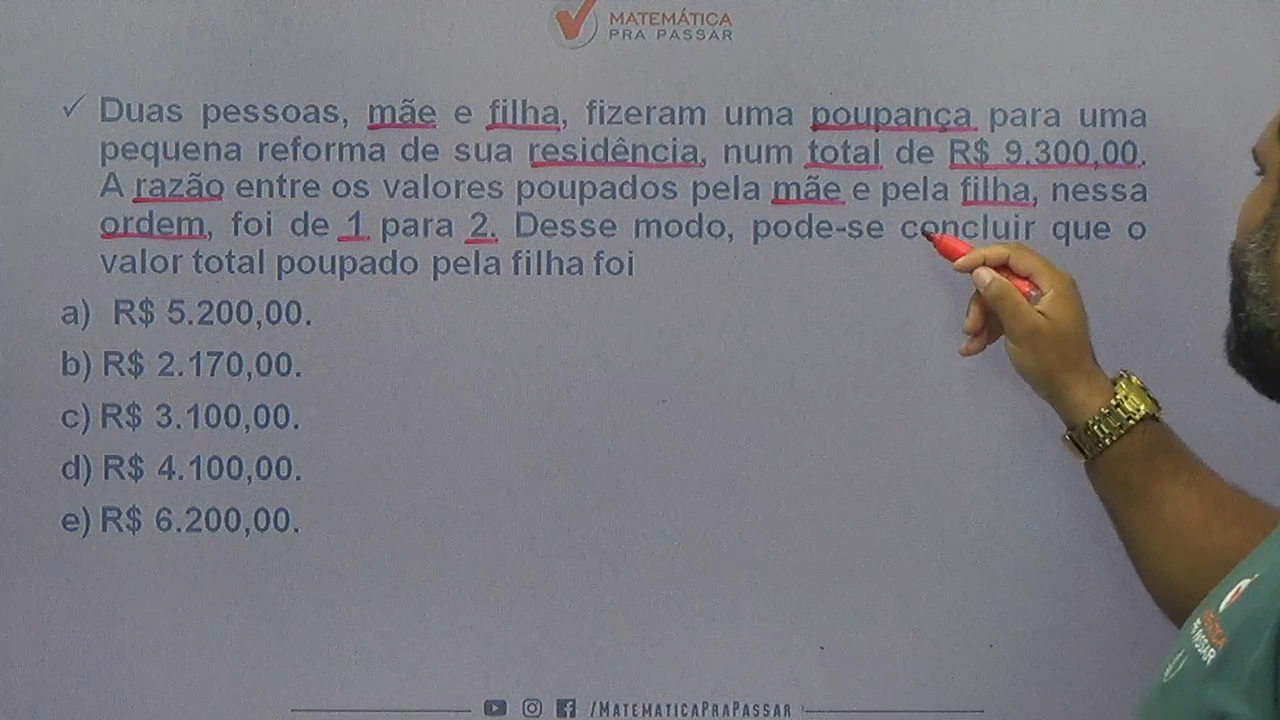 MATEMÁTICA
PRA PASSAR
✓ Duas pessoas, mãe e filha, fizeram uma poupança para uma
pequena reforma de sua residência, num total de R$ 9.300,00.
A razão entre os valores poupados pela mãe e pela filha, nessa
ordem, foi de 1 para 2. Desse modo, pode-se concluir que o
valor total poupado pela filha foi
a) R$ 5.200,00.
b) R$ 2.170,00.
c) R$ 3.100,00.
d) R$ 4.100,00.
e) R$ 6.200,00.
/MATEMATICAPRAPASSAR